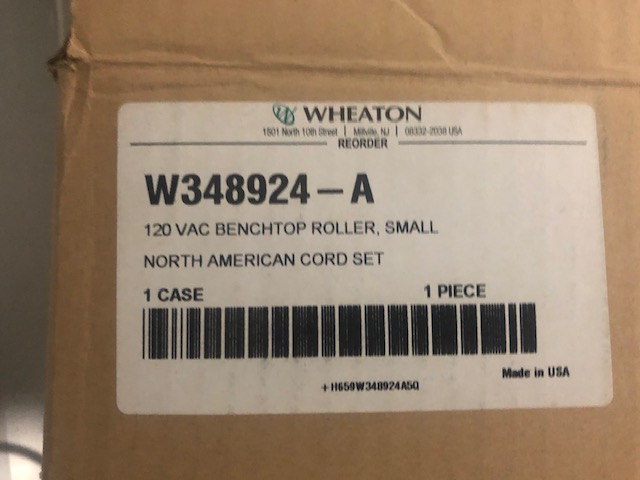 WHEATON
1501 North 10th Street | Millville, NJ | 08332-2038 USA
REORDER
W348924-A
120 VAC BENCHTOP ROLLER, SMALL
NORTH AMERICAN CORD SET
1 CASE 1 PIECE
Made in USA
+H659W348924A5Q